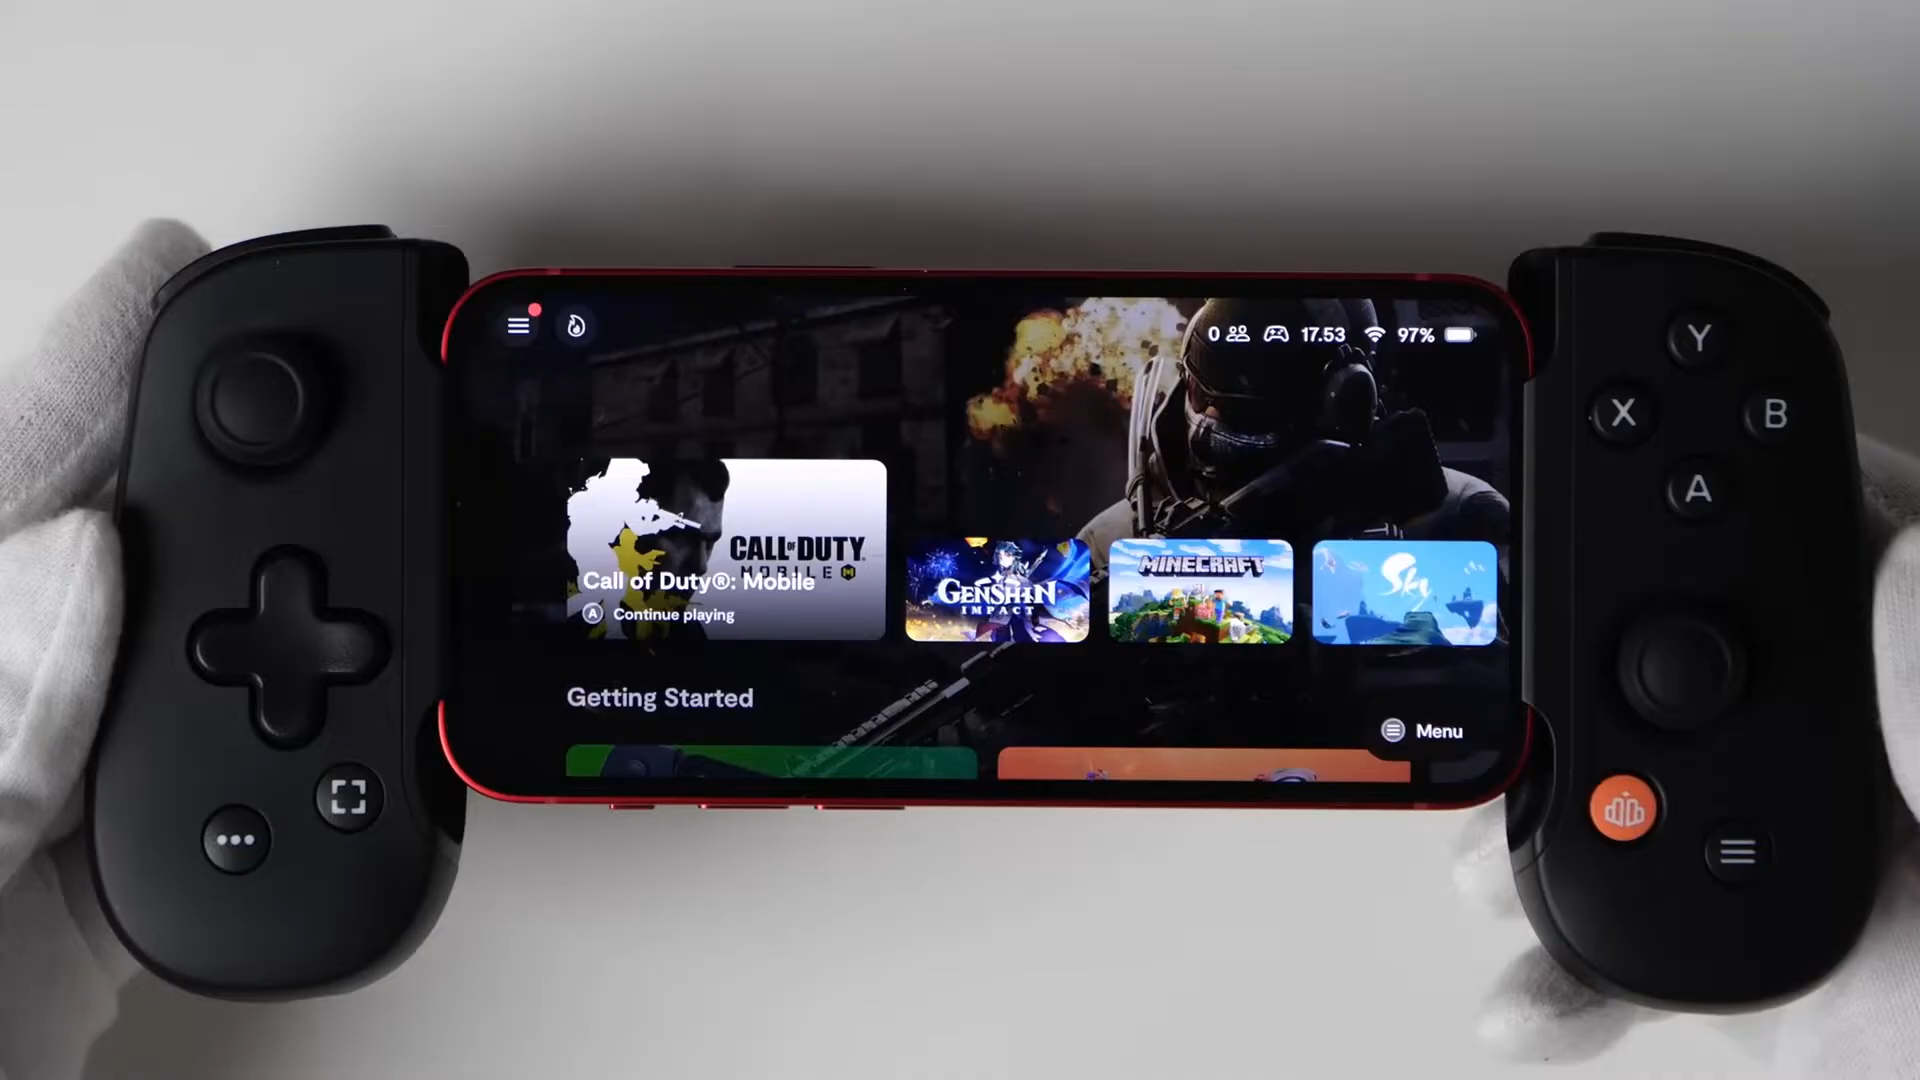 0 17.53 97%
CALL OF DUTY
MOBILE
Call of Duty®: Mobile
A Continue playing
GENSHIN
IMPACT
MINECRAFT
Sky
Getting Started
Menu
Y
X
B
A